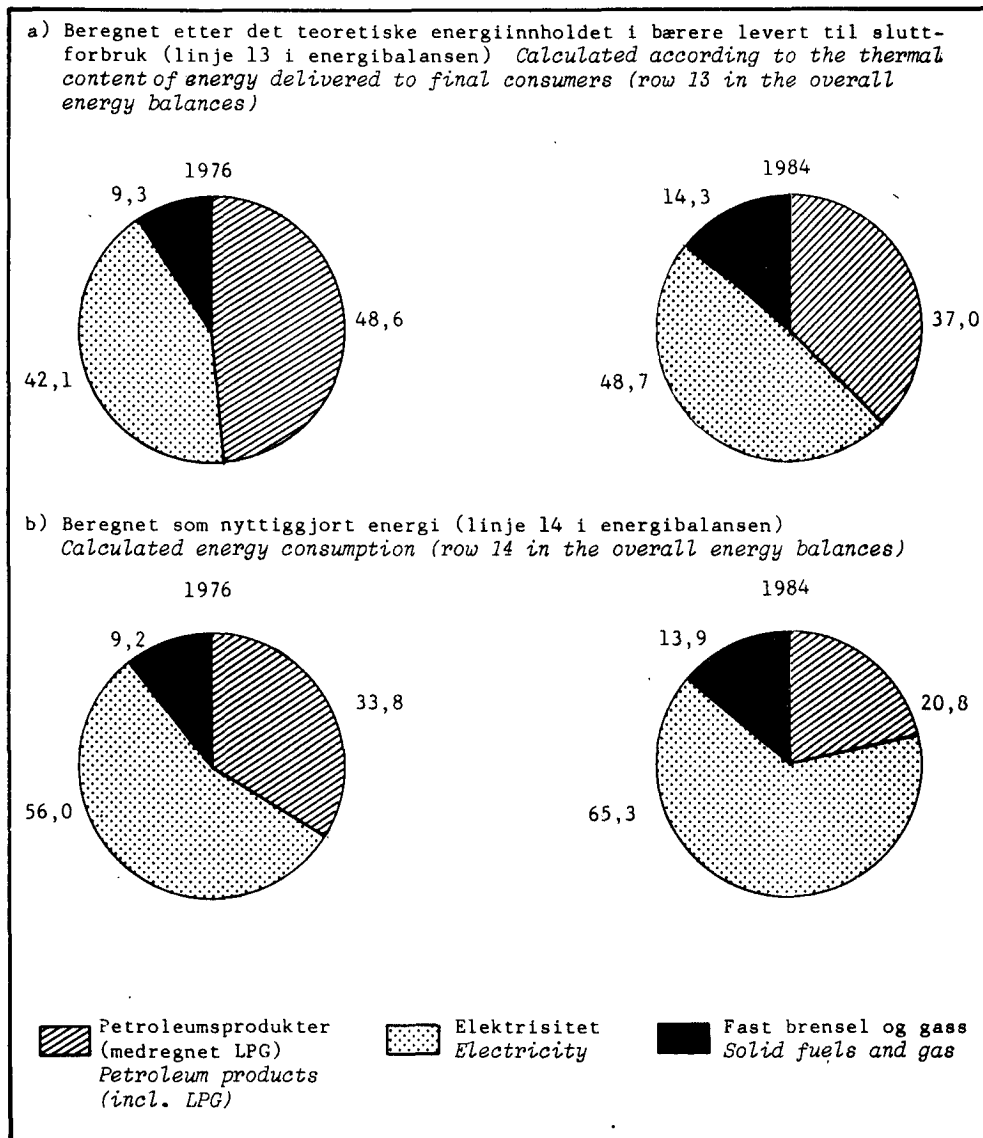 a) Beregnet etter det teoretiske energiinnholdet i bærere levert til slutt-
forbruk (linje 13 i energibalansen) Calculated according to the thermal
content of energy delivered to final consumers (row 13 in the overall
energy balances)
1976
1984
9,3
14,3
48,6
37,0
42,1
48,7
b) Beregnet som nyttiggjort energi (linje 14 i energibalansen)
Calculated energy consumption (row 14 in the overall energy balances)
1976
1984
9,2
13,9
33,8
20,8
56,0
65,3
Petroleumsprodukter
(medregnet LPG)
Petroleum products
(incl. LPG)
Elektrisitet
Electricity
Fast brensel og gass
Solid fuels and gas